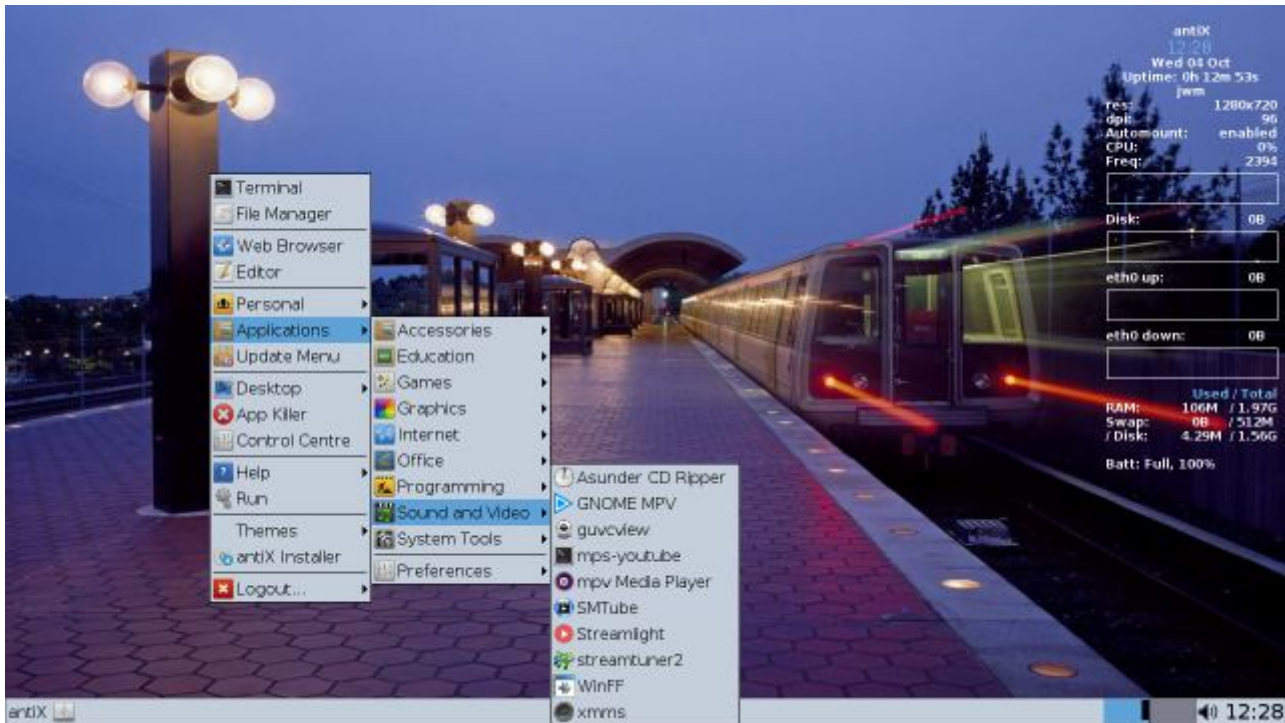 antiX
12:28
Wed 04 Oct
Uptime: 0h 12m 53s
jwm
res: 1280x720
dpi: 96
Automount: enabled
CPU: 0%
Freq: 2394
Disk: 0B
eth0 up: 0B
eth0 down: 0B
Used / Total
RAM: 106M / 1.97G
Swap: 0B / 512M
/ Disk: 4.29M / 1.56G
Batt: Full, 100%
Terminal
File Manager
Web Browser
Editor
Personal
Applications
Update Menu
Desktop
App Killer
Control Centre
Help
Run
Themes
antiX Installer
Logout...
Accessories
Education
Games
Graphics
Internet
Office
Programming
Sound and Video
System Tools
Preferences
Asunder CD Ripper
GNOME MPV
guvcview
mps-youtube
mpv Media Player
SMTube
Streamlight
streamtuner2
WinFF
xmms
antiX
12:28